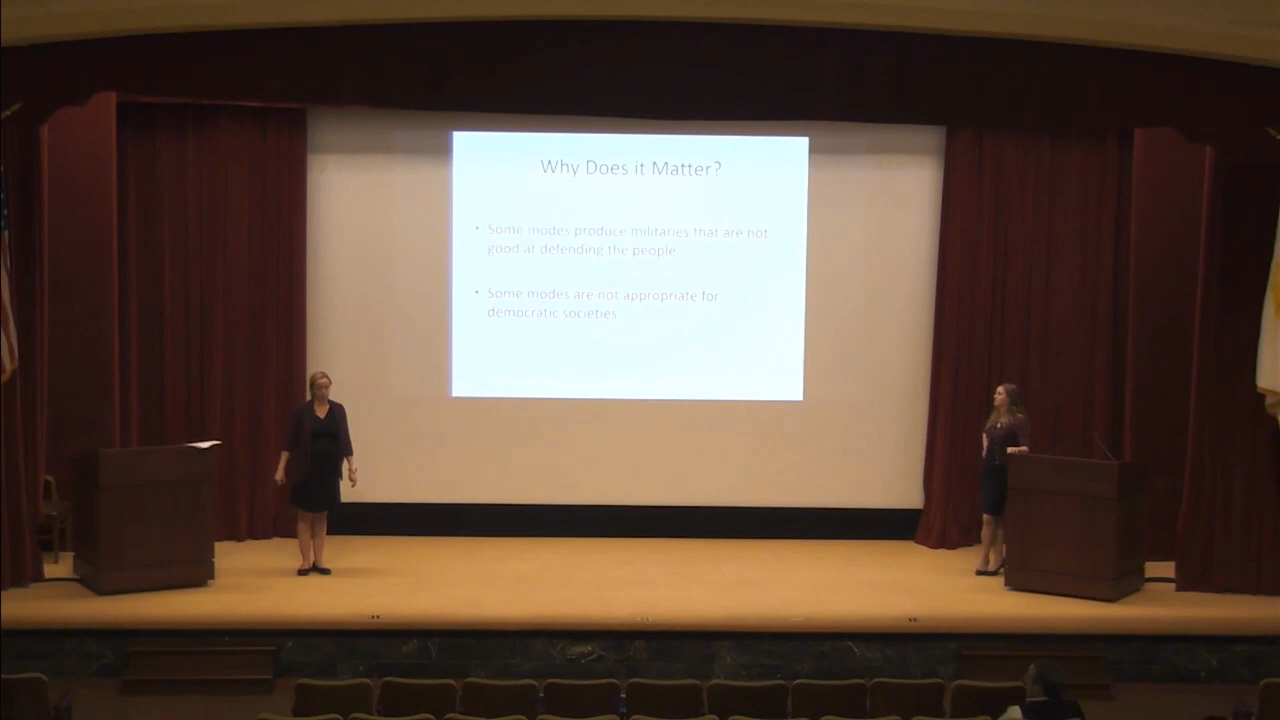 Why Does it Matter?
• Some modes produce militaries that are not
good at defending the people
• Some modes are not appropriate for
democratic societies